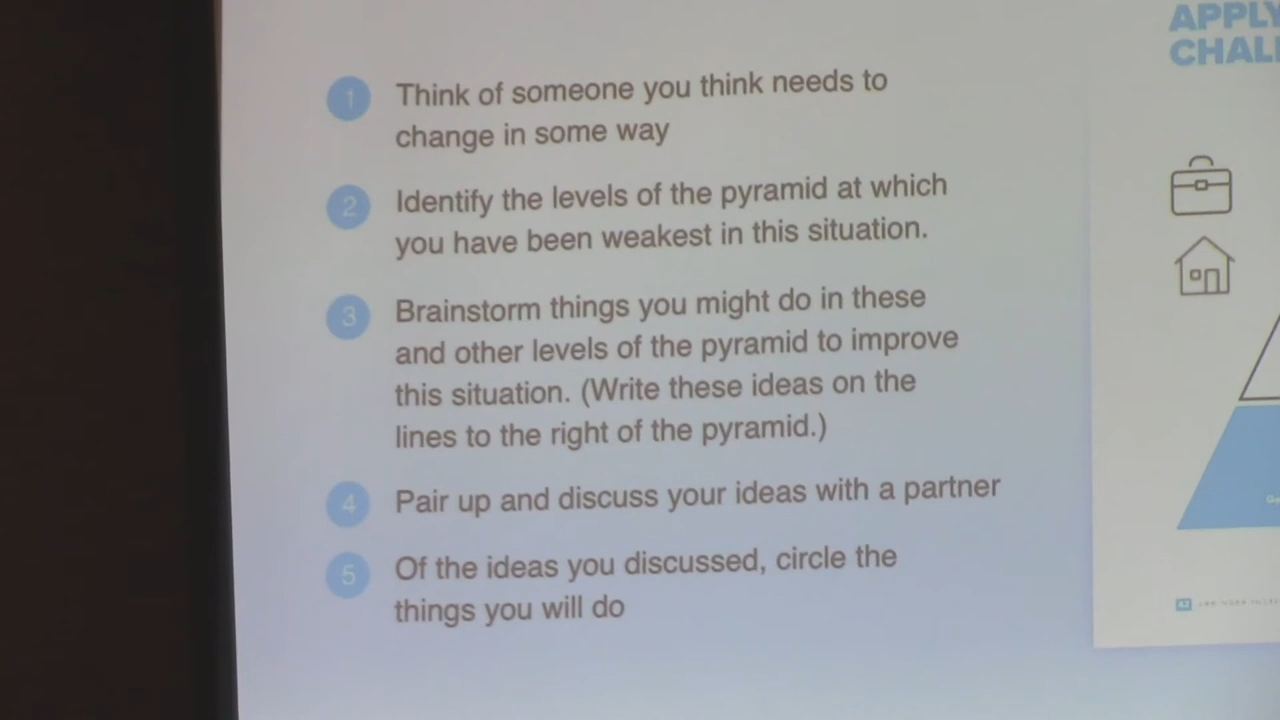 1 Think of someone you think needs to
change in some way
2 Identify the levels of the pyramid at which
you have been weakest in this situation.
3 Brainstorm things you might do in these
and other levels of the pyramid to improve
this situation. (Write these ideas on the
lines to the right of the pyramid.)
4 Pair up and discuss your ideas with a partner
5 Of the ideas you discussed, circle the
things you will do
APPLY
CHAL
42